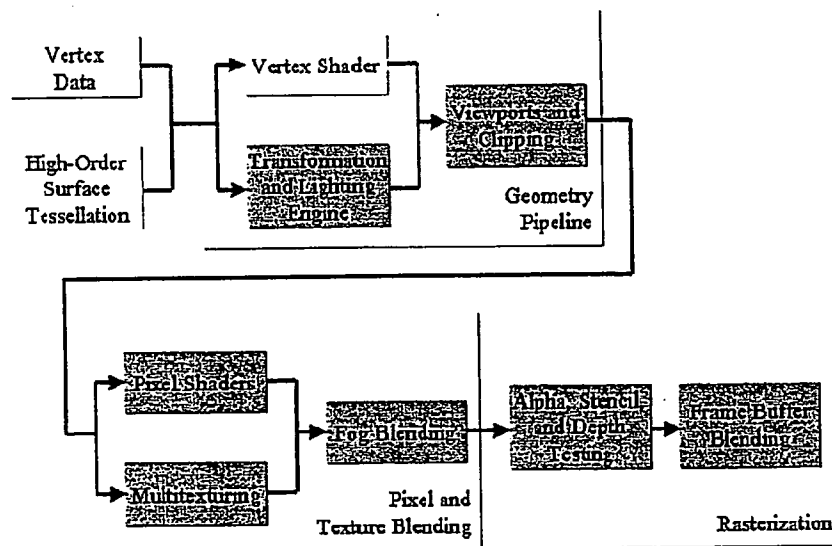 Vertex
Data
Vertex Shader
Viewports and
Clipping
High-Order
Surface
Tessellation
Transformation
and Lighting
Engine
Geometry
Pipeline
Pixel Shaders
Multitexturing
Fog Blending
Pixel and
Texture Blending
Alpha, Stencil
and Depth
Testing
Frame Buffer
Blending
Rasterization